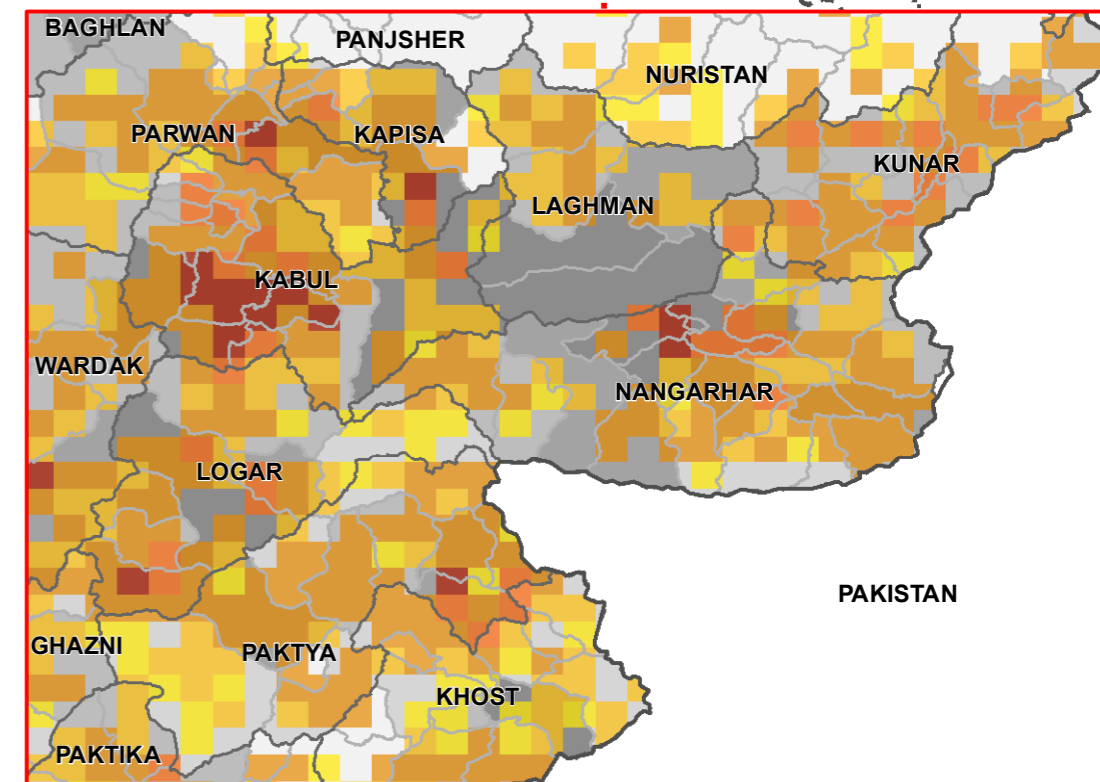 BAGHLAN
PANJSHER
NURISTAN
PARWAN
KAPISA
KUNAR
LAGHMAN
KABUL
WARDAK
NANGARHAR
LOGAR
PAKISTAN
GHAZNI
PAKTYA
KHOST
PAKTIKA